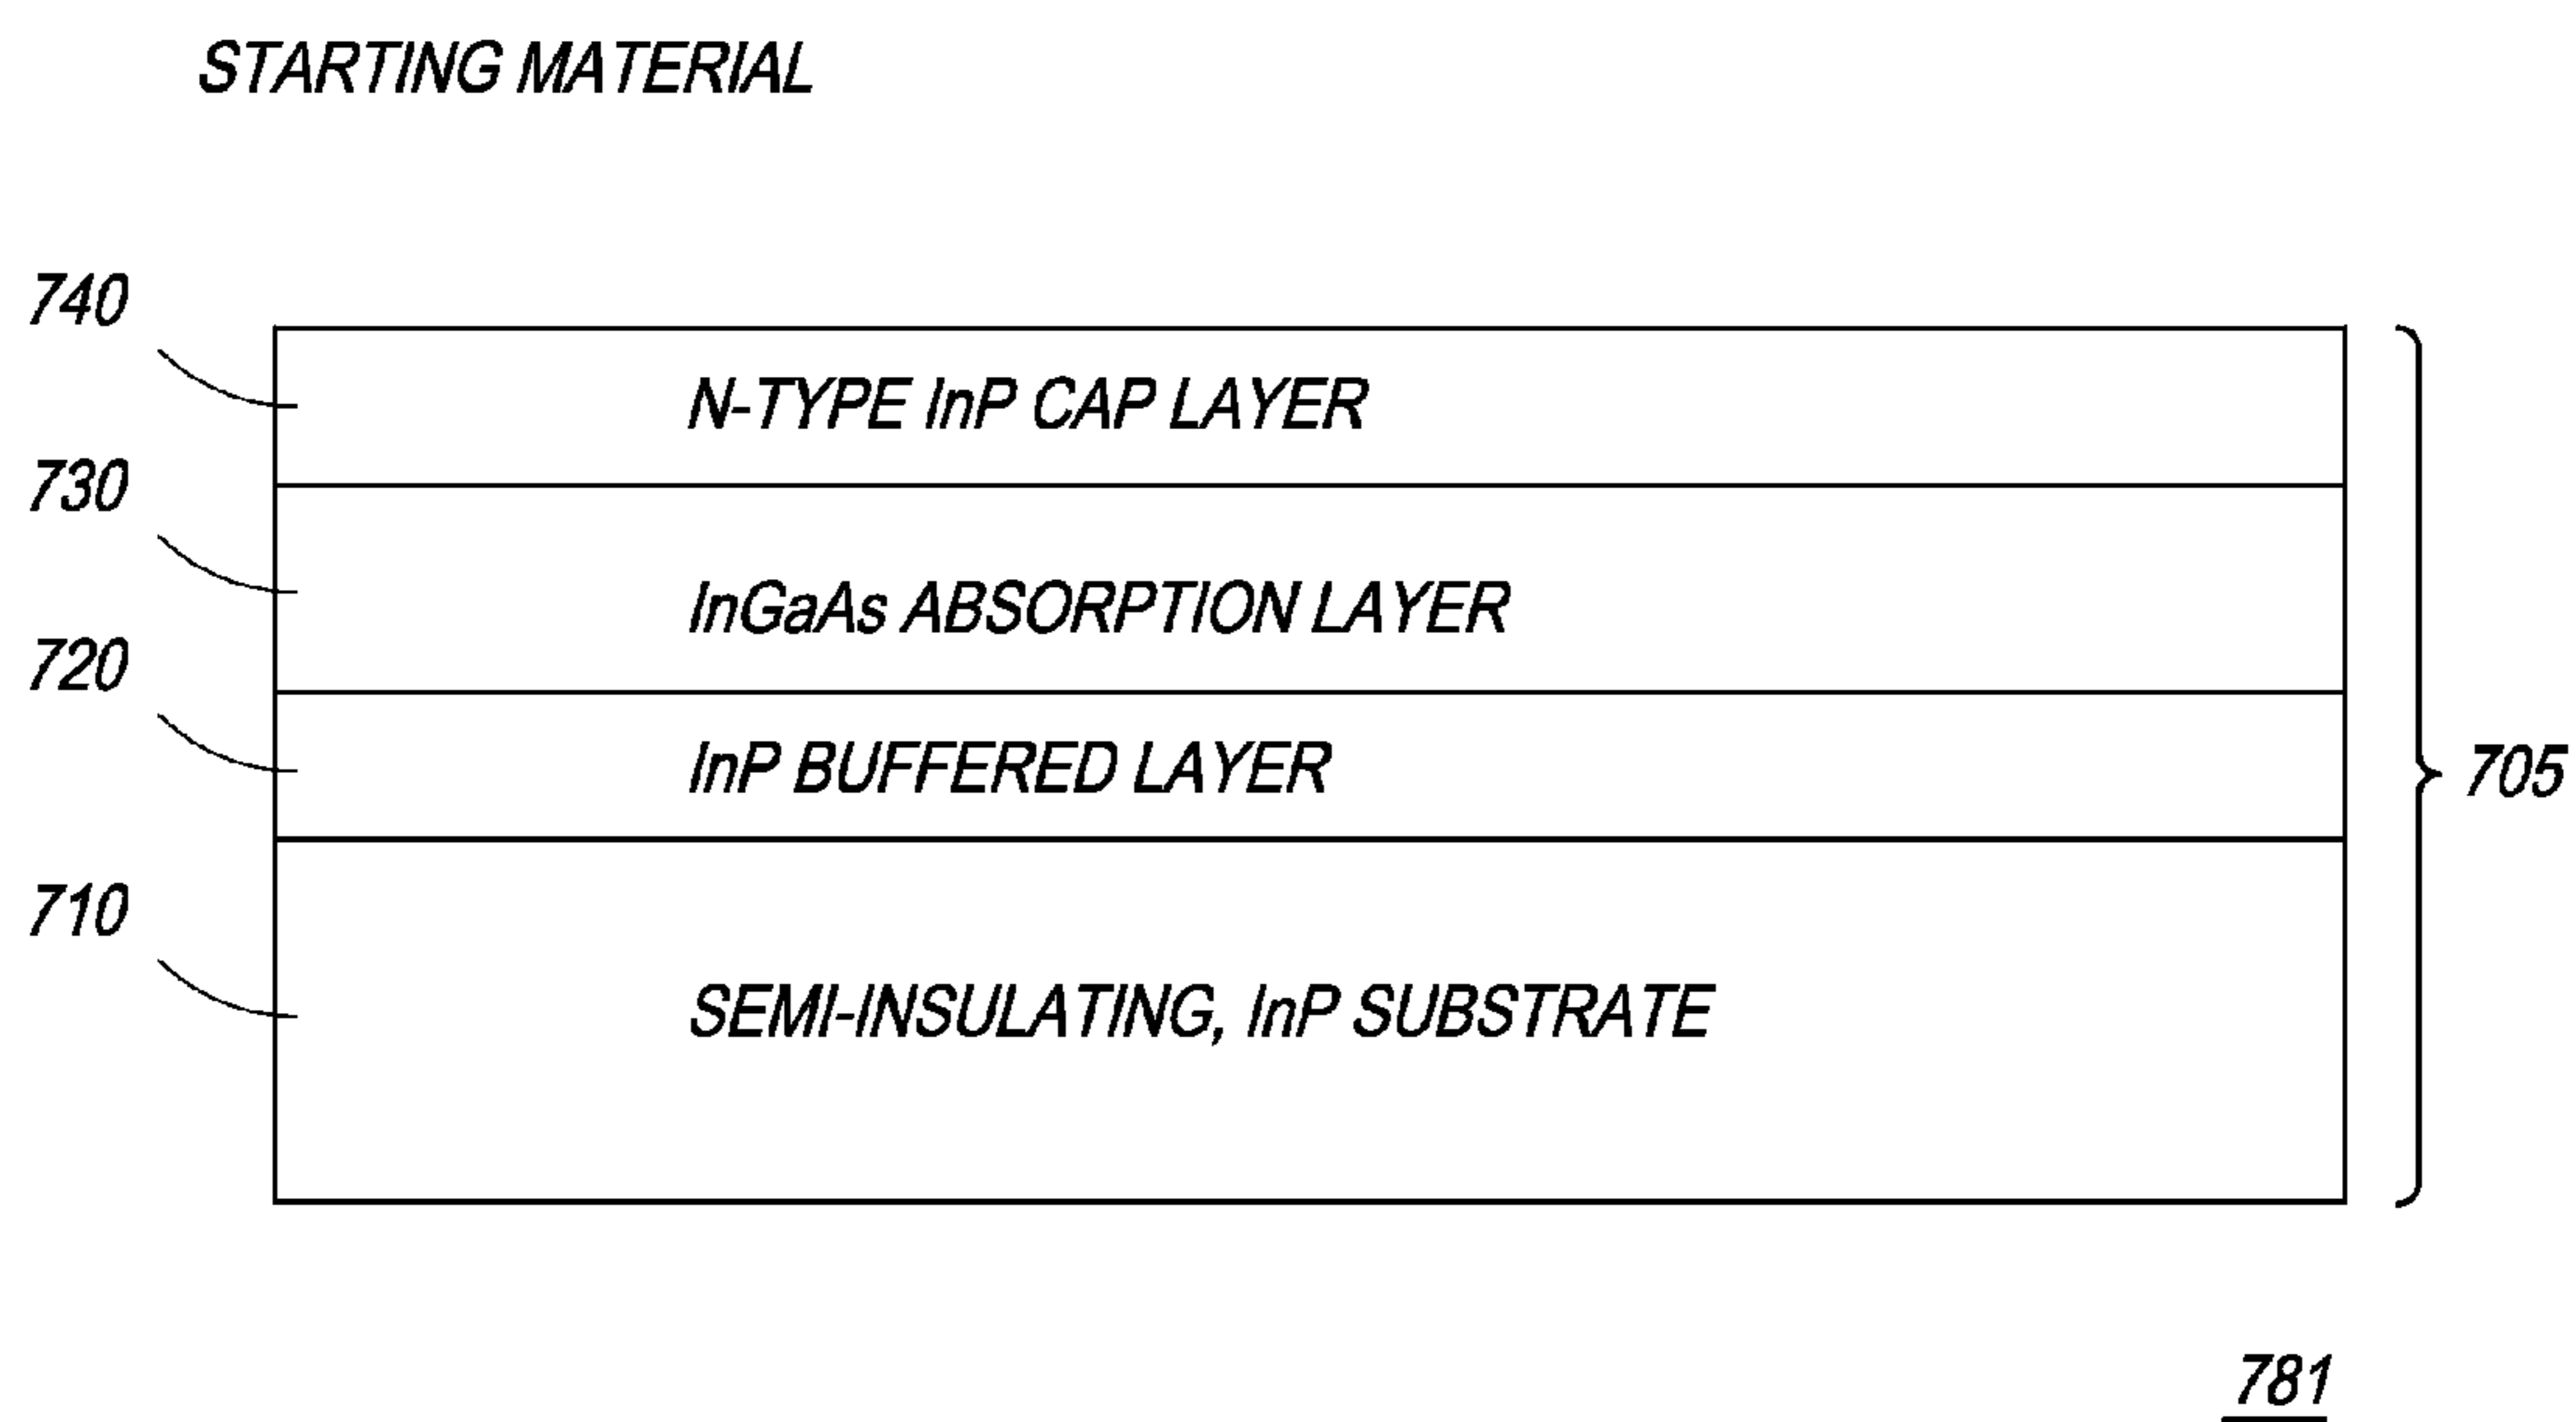 STARTING MATERIAL
740
N-TYPE InP CAP LAYER
730
InGaAs ABSORPTION LAYER
720
InP BUFFERED LAYER
705
710
SEMI-INSULATING, InP SUBSTRATE
781